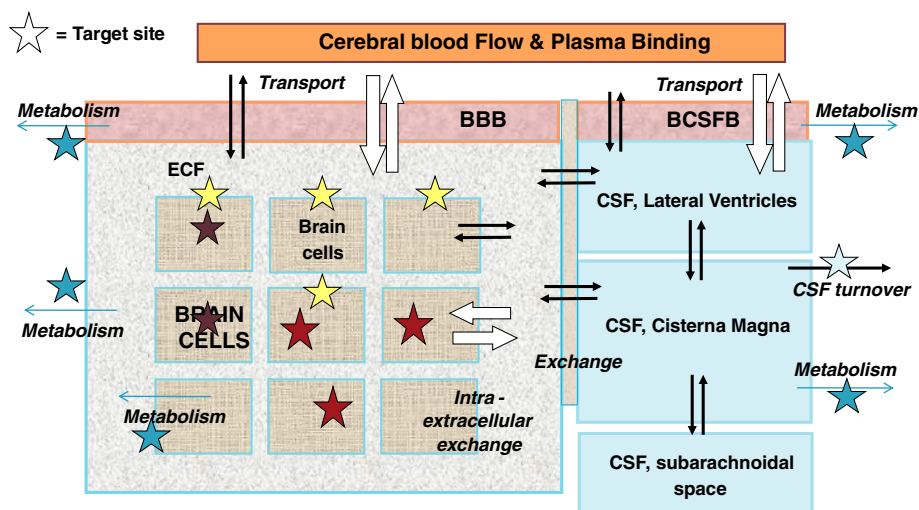 = Target site
Cerebral blood Flow & Plasma Binding
Transport
Transport
Metabolism
BBB
BCSFB
Metabolism
ECF
Brain
cells
CSF, Lateral Ventricles
CSF turnover
Metabolism
BRAIN
CELLS
CSF, Cisterna Magna
Exchange
Metabolism
Intra -
extracellular
exchange
Metabolism
CSF, subarachnoidal
space